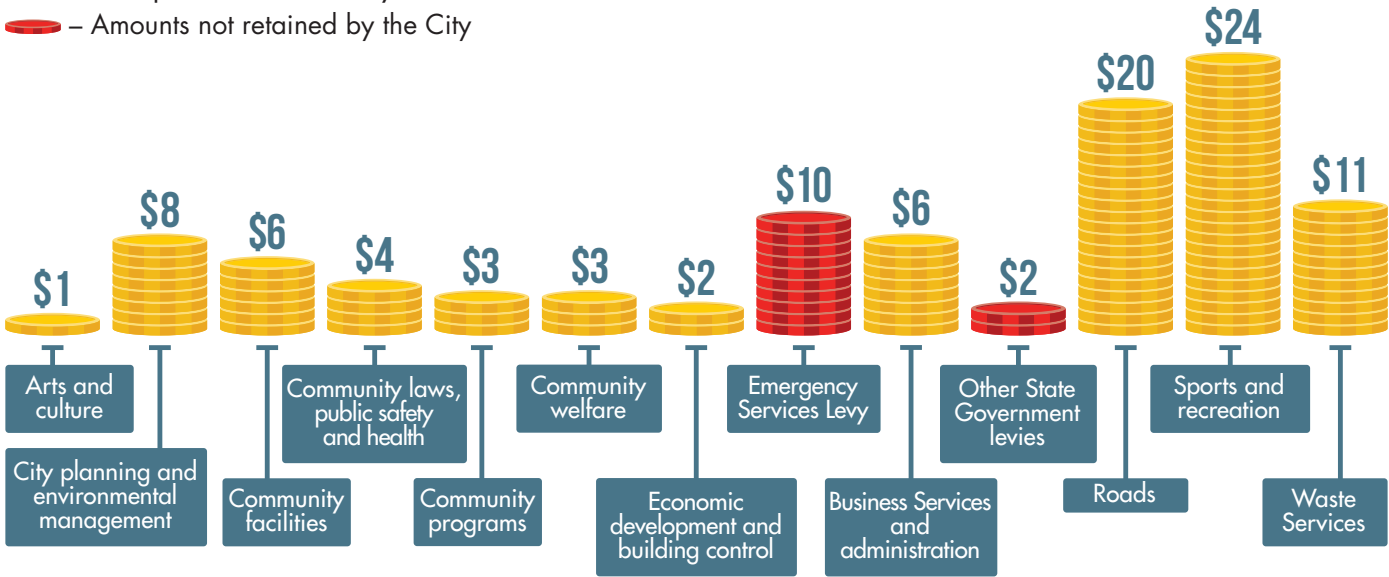 – Amounts not retained by the City
$1
$8
$6
$4
$3
$3
$2
$10
$6
$2
$20
$24
$11
Arts and
culture
City planning and
environmental
management
Community
facilities
Community laws,
public safety
and health
Community
programs
Community
welfare
Economic
development and
building control
Emergency
Services Levy
Business Services
and
administration
Other State
Government
levies
Roads
Sports and
recreation
Waste
Services